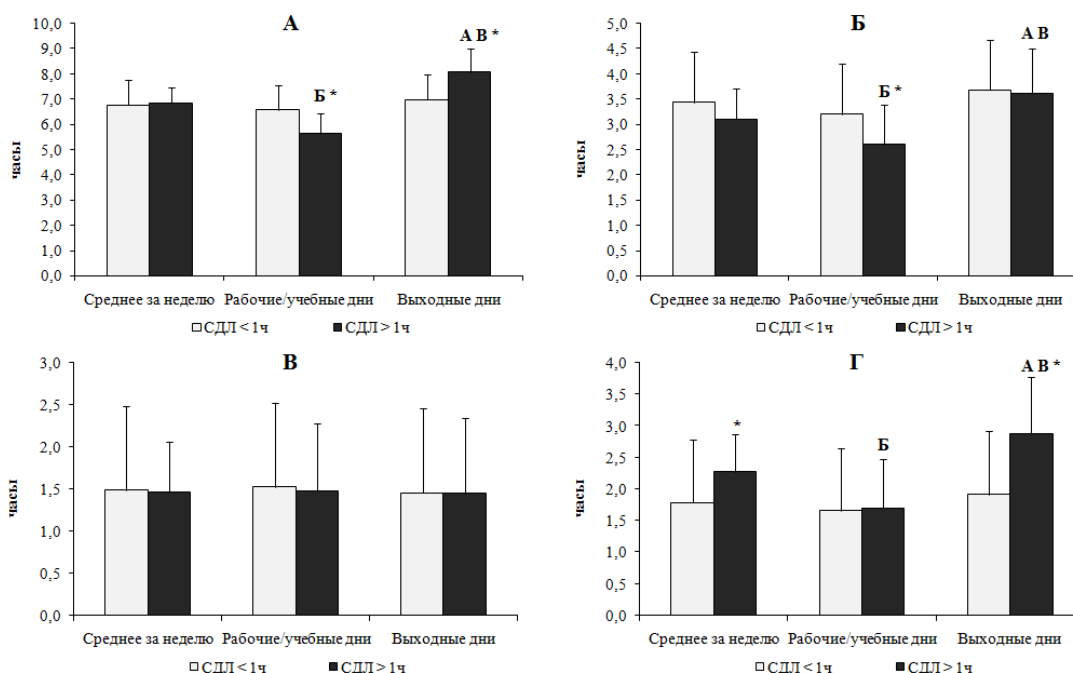 А
10,0
9,0
8,0
7,0
6,0
5,0
4,0
3,0
2,0
1,0
0,0
часы
Б *
А В *
Среднее за неделю Рабочие/учебные дни Выходные дни
СДЛ < 1ч СДЛ > 1ч
Б
5,0
4,5
4,0
3,5
3,0
2,5
2,0
1,5
1,0
0,5
0,0
часы
Б *
А В
Среднее за неделю Рабочие/учебные дни Выходные дни
СДЛ < 1ч СДЛ > 1ч
В
3,0
2,5
2,0
1,5
1,0
0,5
0,0
часы
Среднее за неделю Рабочие/учебные дни Выходные дни
СДЛ < 1ч СДЛ > 1ч
Г
4,0
3,5
3,0
2,5
2,0
1,5
1,0
0,5
0,0
часы
*
Б
А В *
Среднее за неделю Рабочие/учебные дни Выходные дни
СДЛ < 1ч СДЛ > 1ч